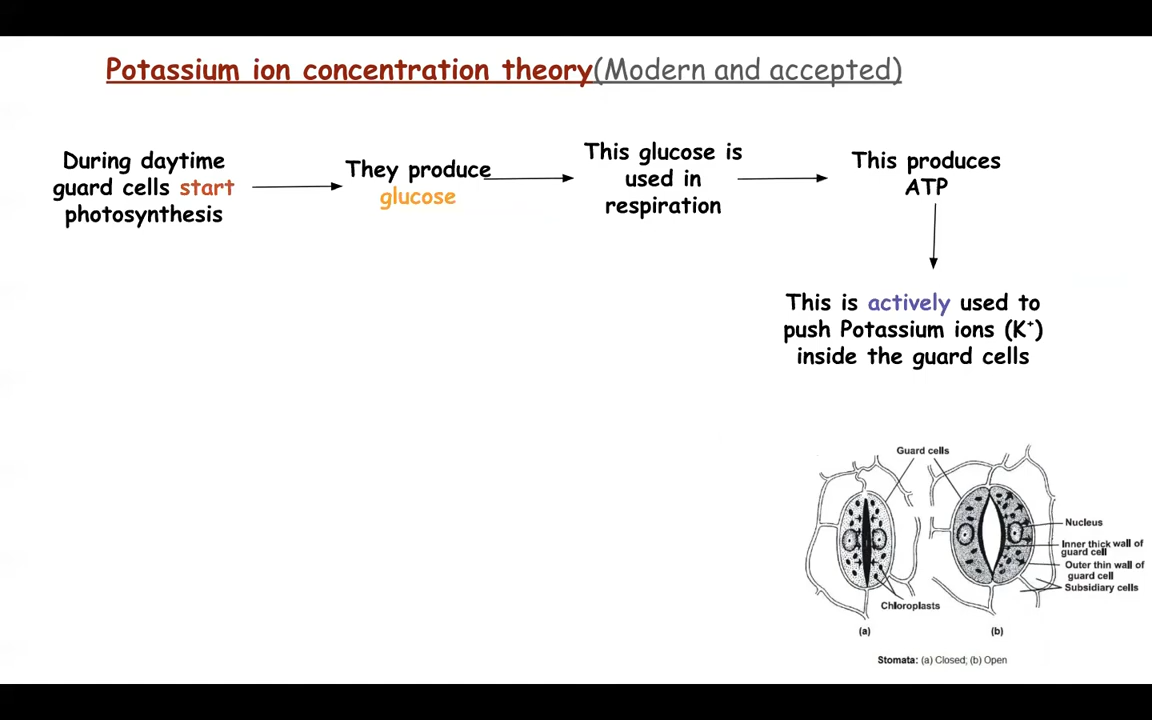 Potassium ion concentration theory(Modern and accepted)
During daytime
guard cells start
photosynthesis
They produce
glucose
This glucose is
used in
respiration
This produces
ATP
This is actively used to
push Potassium ions (K⁺)
inside the guard cells
Guard cells
Nucleus
Inner thick wall of
guard cell
Outer thin wall of
guard cell
Subsidiary cells
Chloroplasts
(a)
(b)
Stomata: (a) Closed; (b) Open